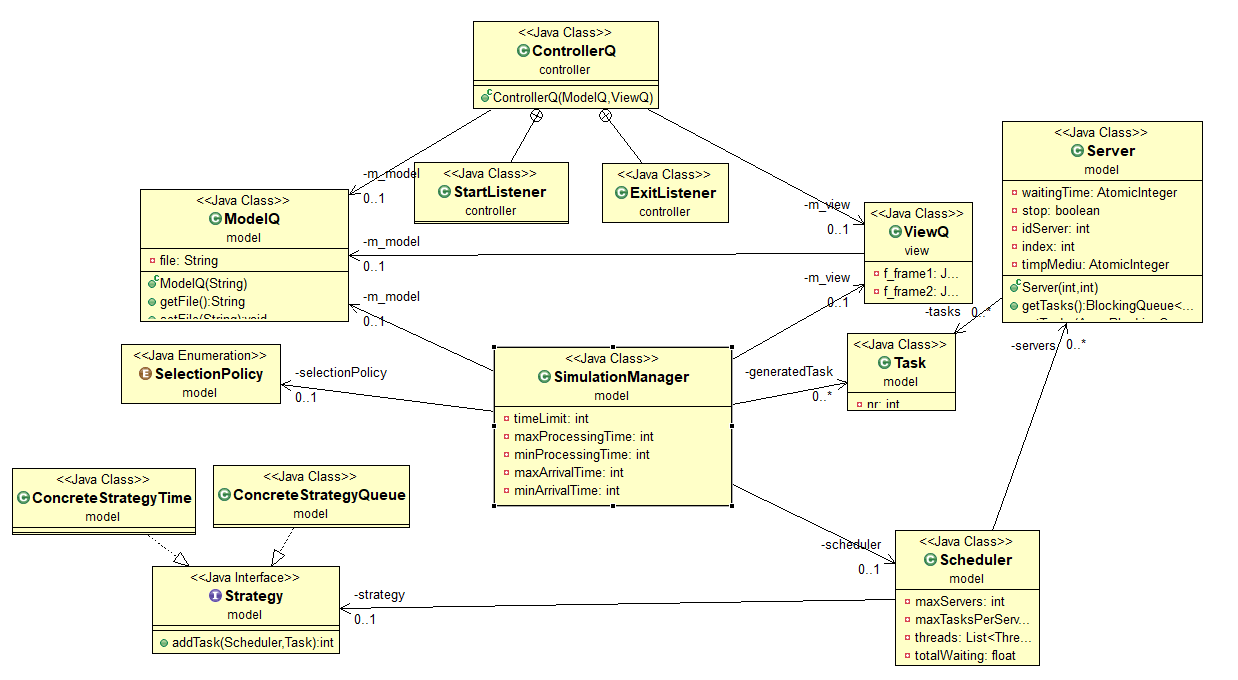 <<Java Class>>
ControllerQ
controller
ControllerQ(ModelQ,ViewQ)
-m_model
0..1
<<Java Class>>
StartListener
controller
<<Java Class>>
ExitListener
controller
-m_view
0..1
<<Java Class>>
Server
model
waitingTime: AtomicInteger
stop: boolean
idServer: int
index: int
timpMediu: AtomicInteger
Server(int,int)
getTasks():BlockingQueue<...
<<Java Class>>
ModelQ
model
file: String
ModelQ(String)
getFile():String
setFile(String):void
-m_model
0..1
-m_model
0..1
<<Java Class>>
ViewQ
view
f_frame1: J...
f_frame2: J...
-m_view
0..1
-tasks 0..*
-servers 0..*
<<Java Enumeration>>
SelectionPolicy
model
-selectionPolicy
0..1
<<Java Class>>
SimulationManager
model
timeLimit: int
maxProcessingTime: int
minProcessingTime: int
maxArrivalTime: int
minArrivalTime: int
-generatedTask
0..*
<<Java Class>>
Task
model
nr: int
<<Java Class>>
ConcreteStrategyTime
model
<<Java Class>>
ConcreteStrategyQueue
model
<<Java Interface>>
Strategy
model
addTask(Scheduler,Task):int
-strategy
0..1
-scheduler
0..1
<<Java Class>>
Scheduler
model
maxServers: int
maxTasksPerServ...
threads: List<Thre...
totalWaiting: float